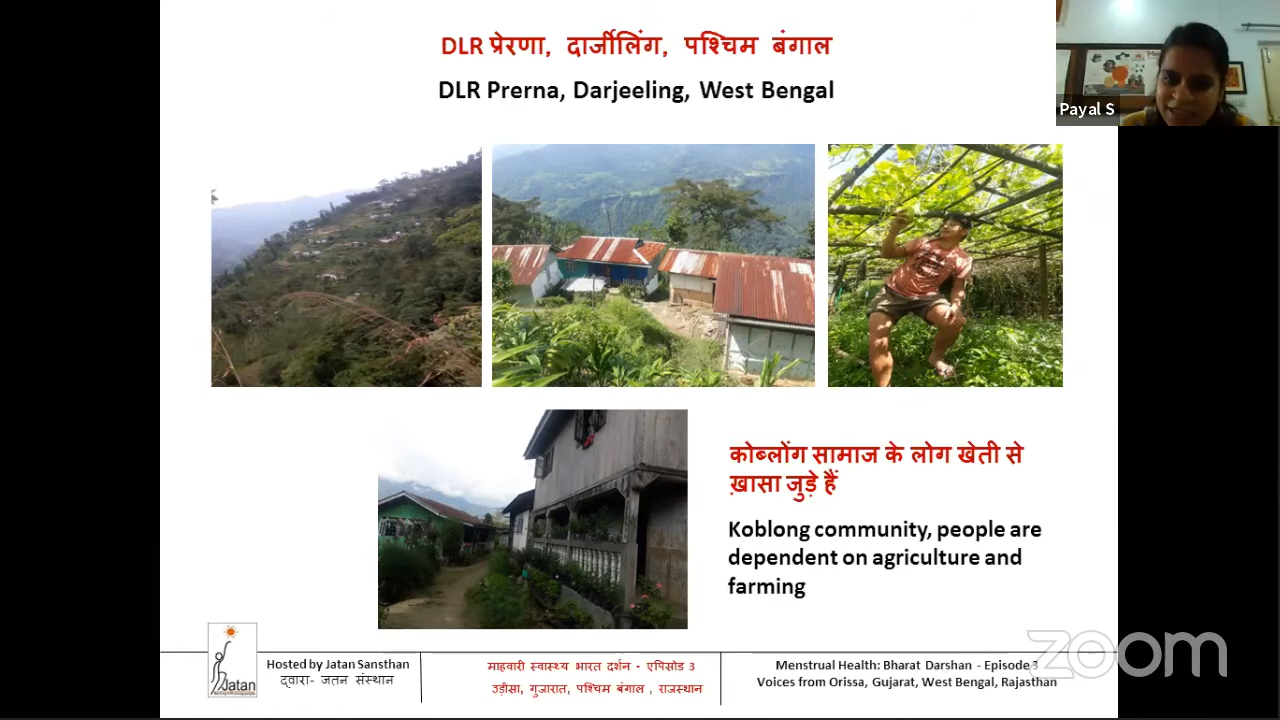 DLR प्रेरणा, दार्जीलिंग, पश्चिम बंगाल
DLR Prerna, Darjeeling, West Bengal
Payal S
कोब्लोंग सामाज के लोग खेती से
ख़ासा जुड़े हैं
Koblong community, people are
dependent on agriculture and
farming
Jatan
Hosted by Jatan Sansthan
द्वारा- जतन संस्थान
माहवारी स्वास्थ्य भारत दर्शन - एपिसोड 3
उड़ीसा, गुजारात, पश्चिम बंगाल , राजस्थान
Menstrual Health: Bharat Darshan - Episode 3
Voices from Orissa, Gujarat, West Bengal, Rajasthan
zoom